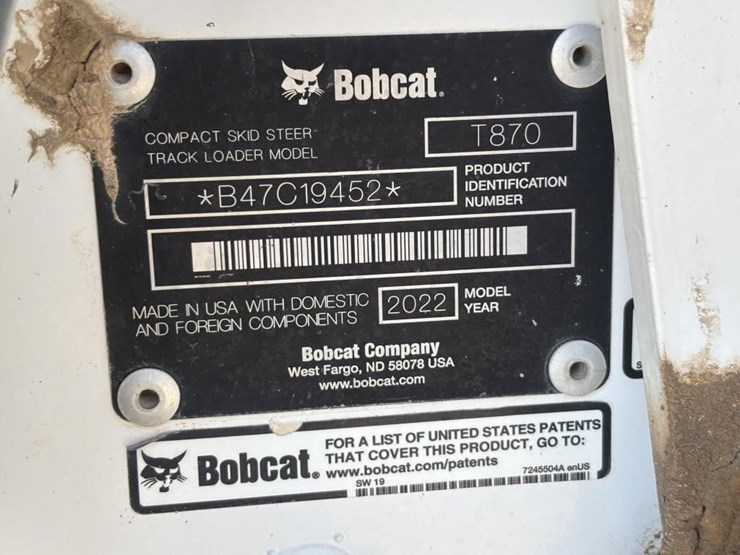 Bobcat®
COMPACT SKID STEER
TRACK LOADER MODEL
T870
*B47C19452*
PRODUCT
IDENTIFICATION
NUMBER
MADE IN USA WITH DOMESTIC
AND FOREIGN COMPONENTS
2022
MODEL
YEAR
Bobcat Company
West Fargo, ND 58078 USA
www.bobcat.com
Bobcat®
FOR A LIST OF UNITED STATES PATENTS
THAT COVER THIS PRODUCT, GO TO:
www.bobcat.com/patents
7245504A enUS
SW 19